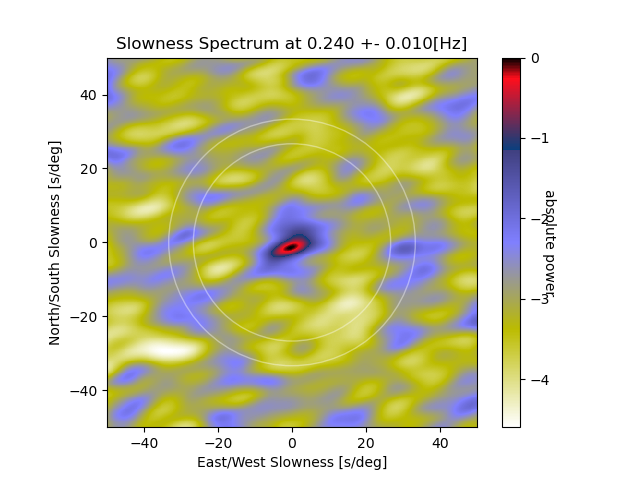 Slowness Spectrum at 0.240 +- 0.010[Hz]
North/South Slowness [s/deg]
40
20
0
−20
−40
−40 −20 0 20 40
East/West Slowness [s/deg]
0
−1
−2
−3
−4
absolute power